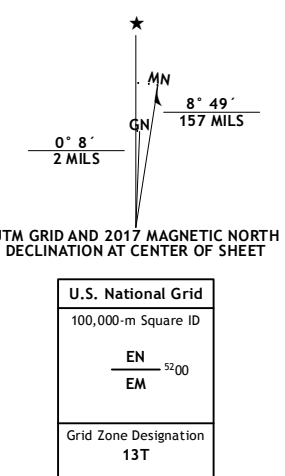 ★
MN
GN
8° 49´
157 MILS
0° 8´
2 MILS
UTM GRID AND 2017 MAGNETIC NORTH
DECLINATION AT CENTER OF SHEET
U.S. National Grid
100,000-m Square ID
EN
5200
EM
Grid Zone Designation
13T